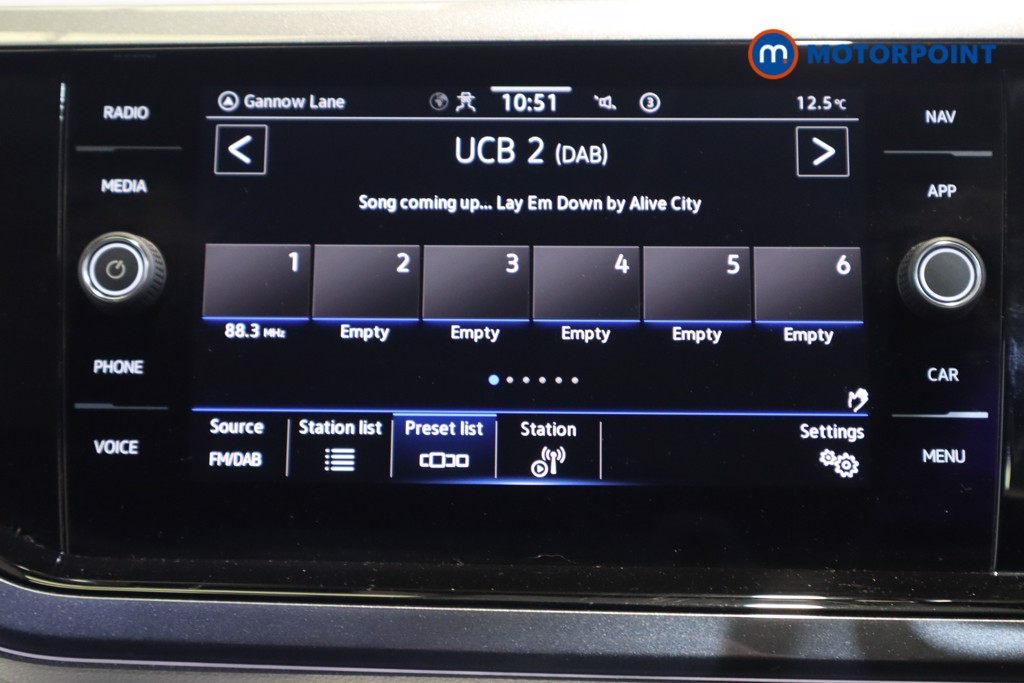 m MOTORPOINT
RADIO
MEDIA
PHONE
VOICE
Gannow Lane 10:51 3 12.5°C
< UCB 2 (DAB) >
Song coming up... Lay Em Down by Alive City
1 2 3 4 5 6
88.3 MHz Empty Empty Empty Empty Empty
Source Station list Preset list Station Settings
FM/DAB
NAV
APP
CAR
MENU